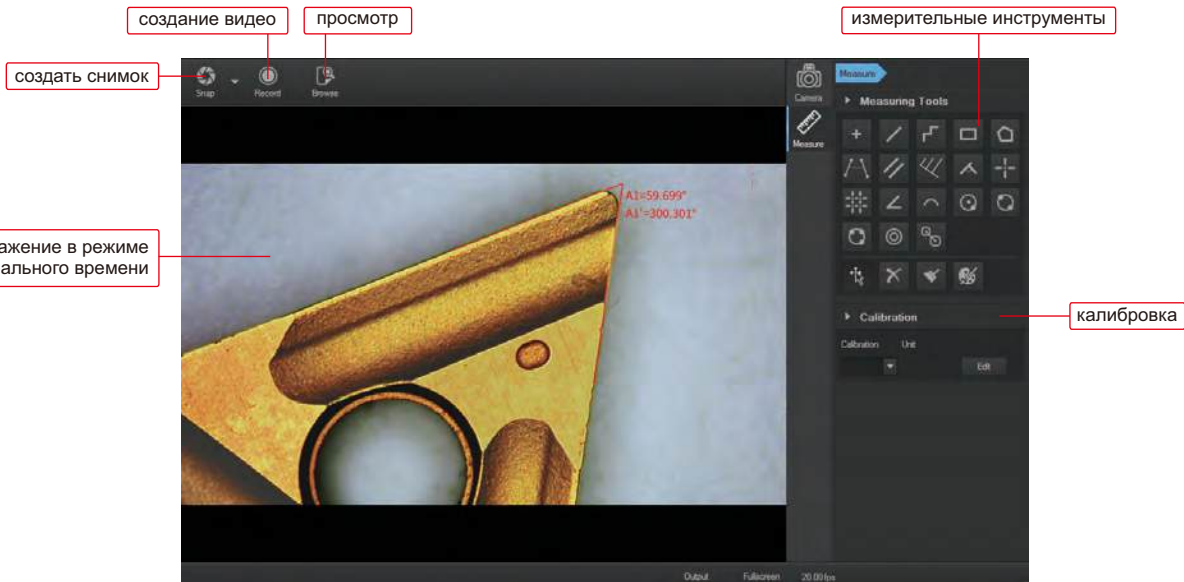 создание видео
просмотр
измерительные инструменты
создать снимок
Snap
Record
Browse
Camera
Measure
Measure
Measuring Tools
A1=59.699°
A1'=300.301°
ажение в режиме
ального времени
Calibration
калибровка
Calibration Unit
Edit
Output Fullscreen 20.00 fps